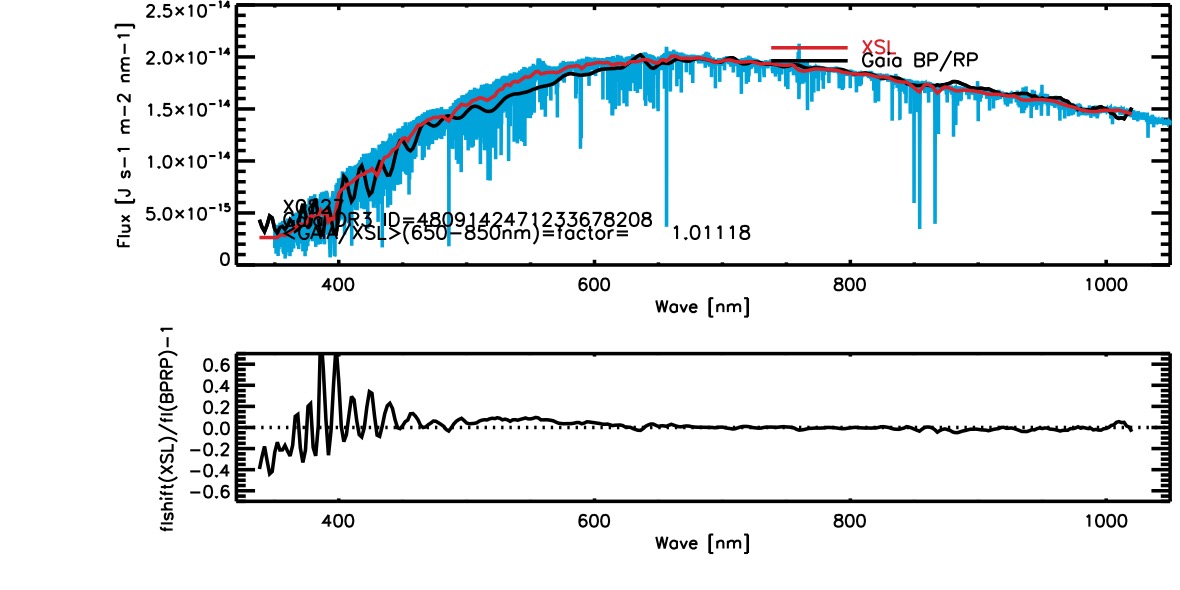 2.5×10−14
2.0×10−14
1.5×10−14
1.0×10−14
5.0×10−15
0
Flux [J s−1 m−2 nm−1]
XSL
Gaia BP/RP
X0827
Gaia DR3 ID=4809142471233678208
<GAIA/XSL>(650−850nm)=factor= 1.01118
400 600 800 1000
Wave [nm]
0.6
0.4
0.2
0.0
−0.2
−0.4
−0.6
flshift(XSL)/fl(BPRP)−1
400 600 800 1000
Wave [nm]